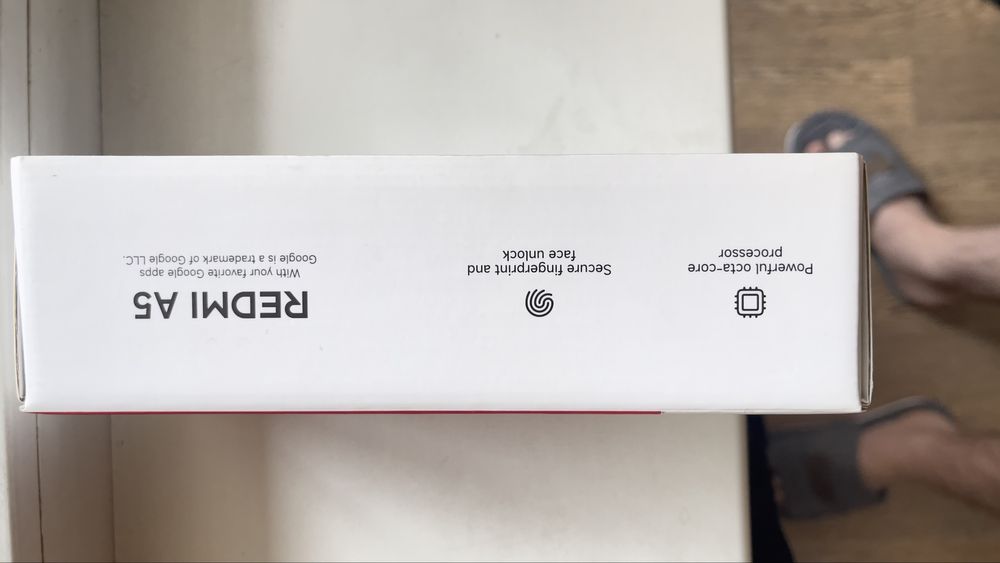 Powerful octa-core
processor
Secure fingerprint and
face unlock
REDMI A5
With your favorite Google apps
Google is a trademark of Google LLC.